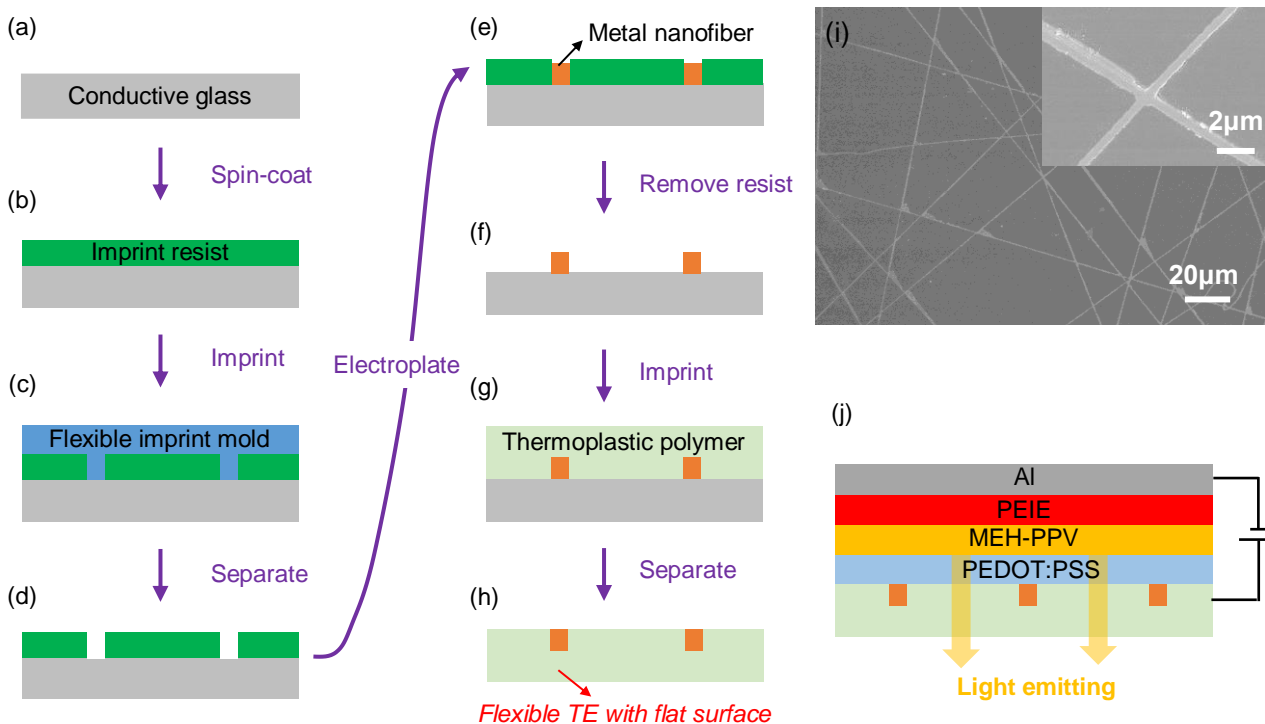 (a)
Conductive glass
Spin-coat
(b)
Imprint resist
Imprint
(c)
Flexible imprint mold
Separate
(d)
Electroplate
(e)
Metal nanofiber
Remove resist
(f)
Imprint
(g)
Thermoplastic polymer
Separate
(h)
Flexible TE with flat surface
(i)
2μm
20μm
(j)
Al
PEIE
MEH-PPV
PEDOT:PSS
Light emitting